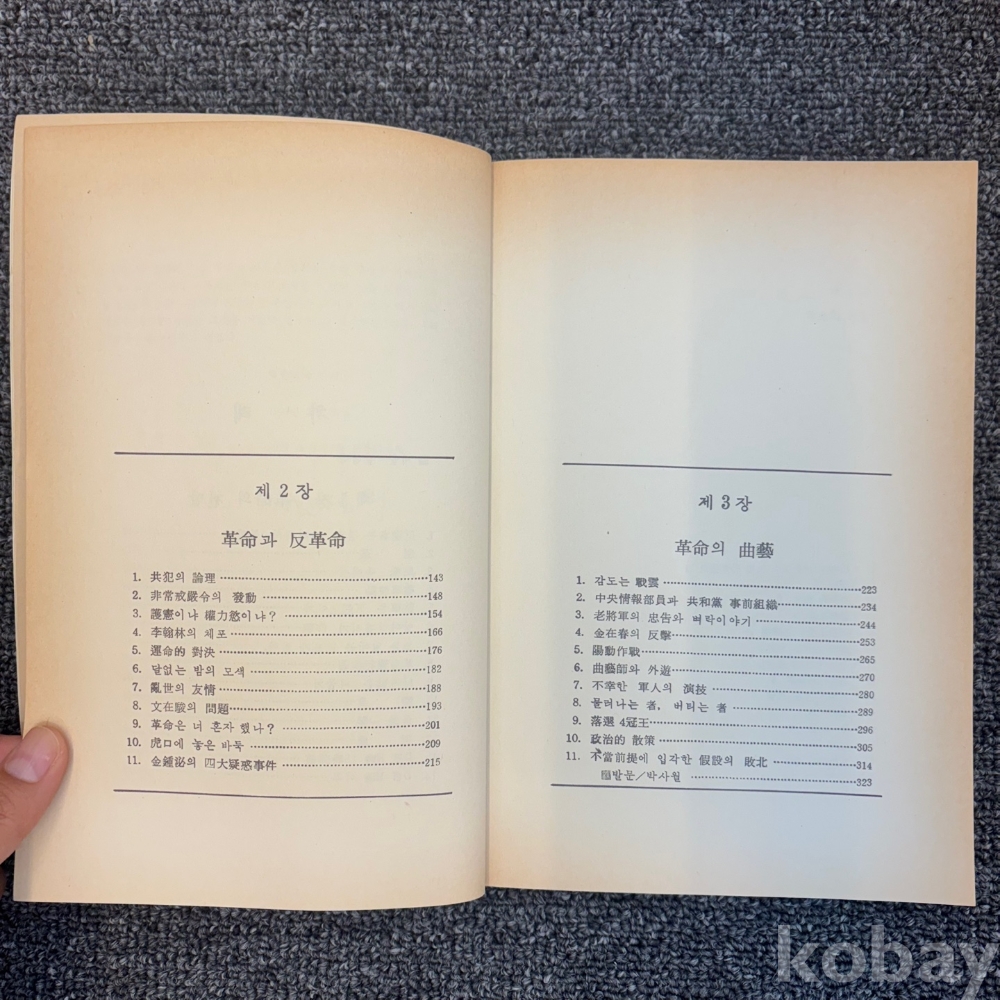 제 2 장
革命과 反革命
1. 共犯의 論理 ……………………………………143
2. 非常戒嚴令의 發動 ……………………………148
3. 護憲이냐 權力慾이냐? …………………………154
4. 李翰林의 체포 ……………………………………166
5. 運命的 對決 ………………………………………176
6. 달없는 밤의 모색 ………………………………182
7. 亂世의 友情 ………………………………………188
8. 文在駿의 問題 ……………………………………193
9. 革命은 너 혼자 했나? …………………………201
10. 虎口에 놓은 바둑 ………………………………209
11. 金鍾泌의 四大疑惑事件 ………………………215
제 3 장
革命의 曲藝
1. 감도는 戰雲 ………………………………………223
2. 中央情報部員과 共和黨 事前組織 ……………234
3. 老將軍의 忠告와 벼락이야기 …………………244
4. 金在春의 反擊 ……………………………………253
5. 陽動作戰 …………………………………………265
6. 曲藝師와 外遊 ……………………………………270
7. 不幸한 軍人의 演技 ……………………………280
8. 물러나는 者, 버티는 者 ………………………289
9. 落選 4冠王 ………………………………………296
10. 政治的 散策 ……………………………………305
11. 不當前提에 입각한 假設의 敗北 ……………314
발문/박사월 ………………………………………323
kobay